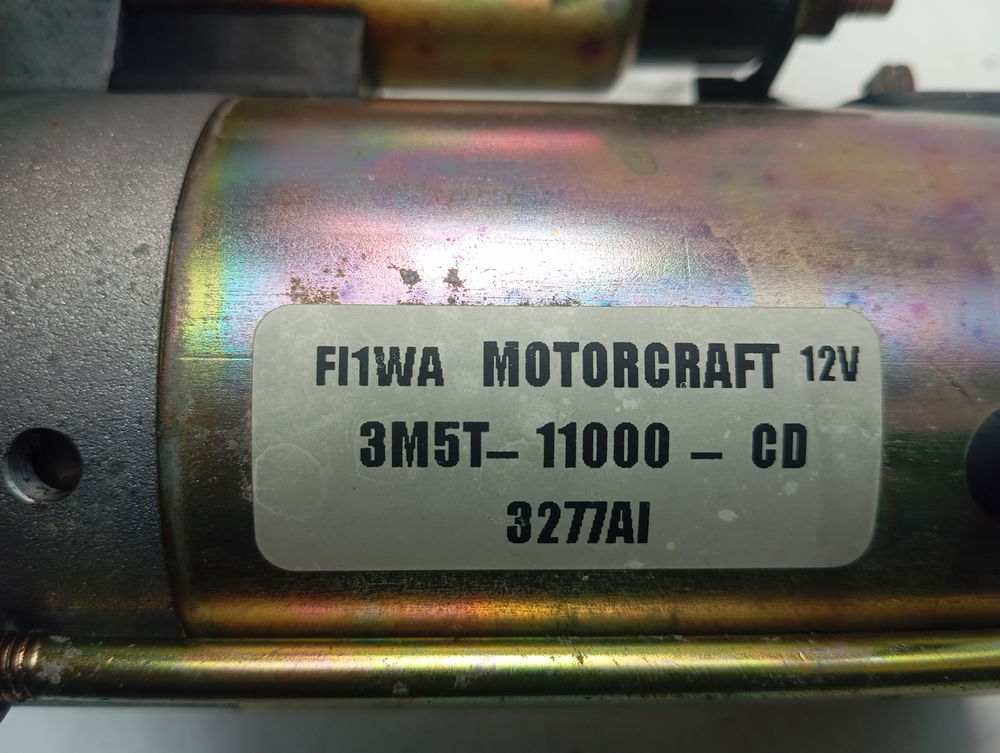 FI1WA MOTORCRAFT 12V
3M5T- 11000 - CD
3277AI